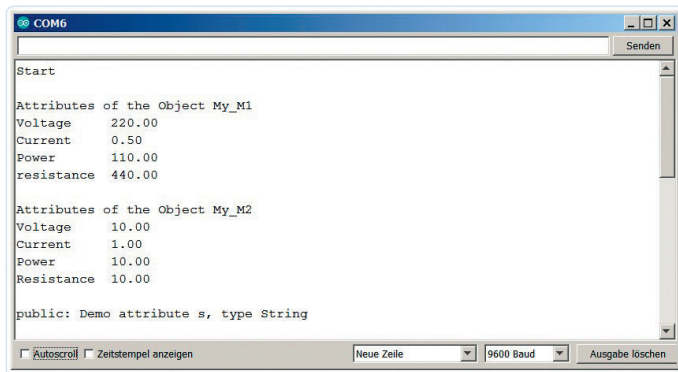 COM6
Senden
Start
Attributes of the Object My_M1
Voltage 220.00
Current 0.50
Power 110.00
resistance 440.00
Attributes of the Object My_M2
Voltage 10.00
Current 1.00
Power 10.00
Resistance 10.00
public: Demo attribute s, type String
Autoscroll Zeitstempel anzeigen Neue Zeile 9600 Baud Ausgabe löschen